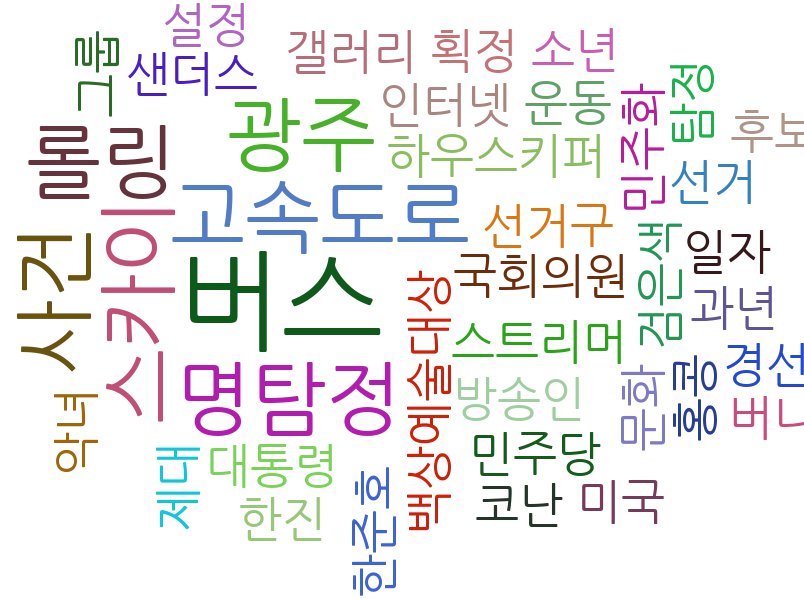 설정
그룹
샌더스
갤러리
획정
소년
인터넷
운동
탐정
민주화
후보
롤링
광주
하우스키퍼
선거
고속도로
선거구
사건
스카이
버스
국회의원
검은색
일자
과년
백상예술대상
스트리머
명탐정
방송인
문화
홍콩
경선
버니
악녀
제대
대통령
민주당
한진
한준호
코난
미국